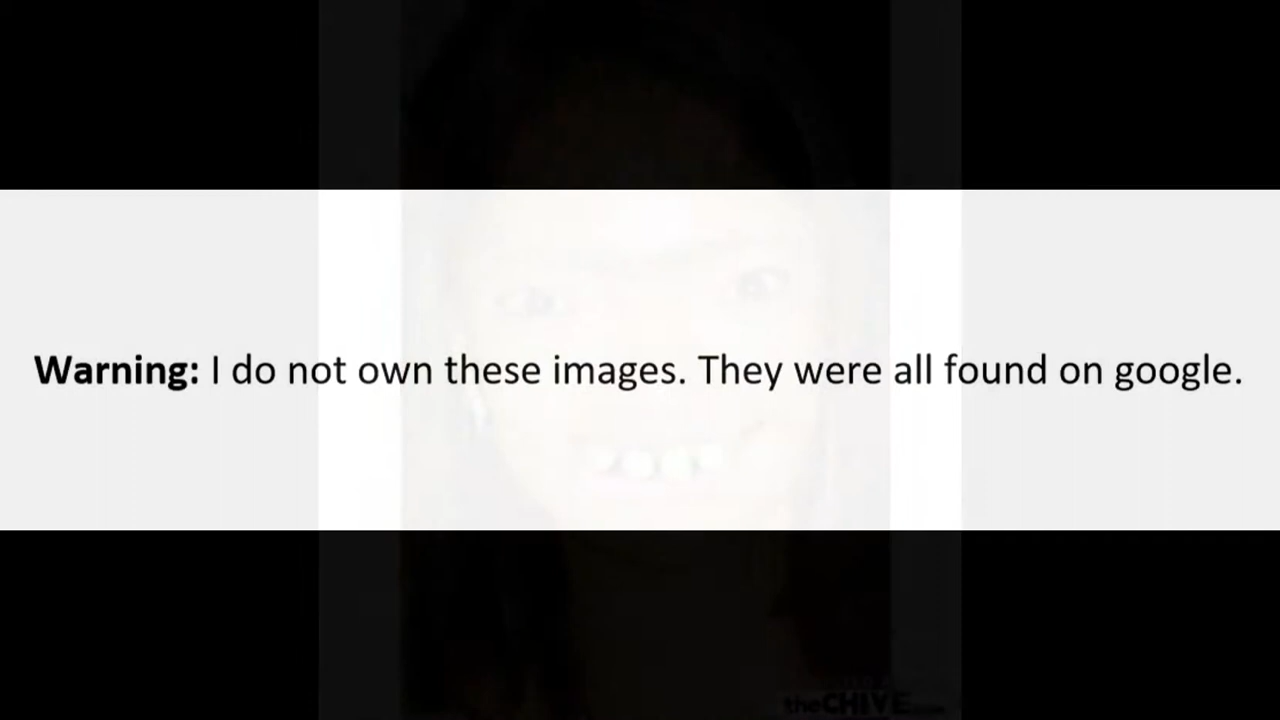 Warning: I do not own these images. They were all found on google.
theCHIVE